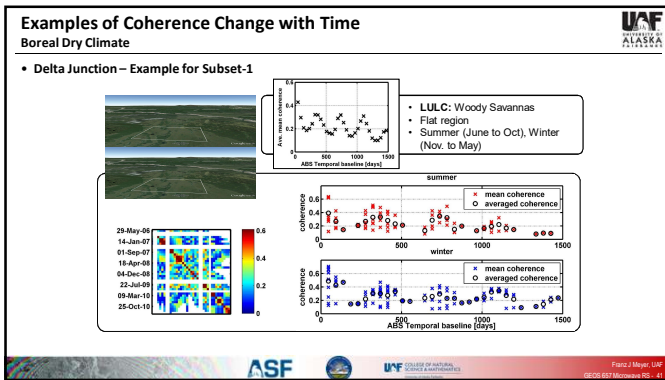 Examples of Coherence Change with Time
Boreal Dry Climate
UAF
UNIVERSITY OF
ALASKA
FAIRBANKS
• Delta Junction – Example for Subset-1
0.6
0.4
0.2
0
Ave. mean coherence
0 500 1000 1500
ABS Temporal baseline [days]
• LULC: Woody Savannas
• Flat region
• Summer (June to Oct), Winter
(Nov. to May)
29-May-06
14-Jan-07
01-Sep-07
18-Apr-08
04-Dec-08
22-Jul-09
09-Mar-10
25-Oct-10
0.6
0.4
0.2
0
summer
coherence
0.6
0.4
0.2
0
mean coherence
averaged coherence
0 500 1000 1500
winter
coherence
0.6
0.4
0.2
0
mean coherence
averaged coherence
0 500 1000 1500
ABS Temporal baseline [days]
ASF
UAF COLLEGE OF NATURAL
SCIENCE & MATHEMATICS
Franz J Meyer, UAF
GEOS 657 Microwave RS - 41